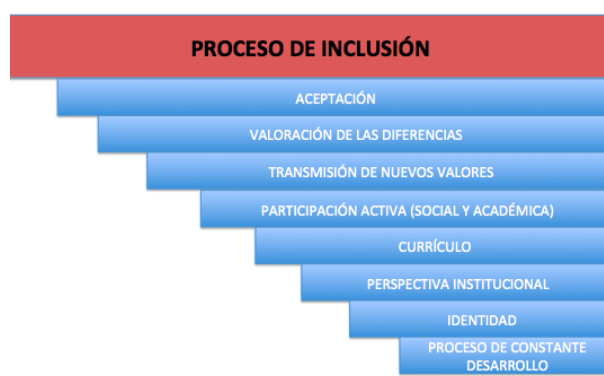 PROCESO DE INCLUSIÓN
ACEPTACIÓN
VALORACIÓN DE LAS DIFERENCIAS
TRANSMISIÓN DE NUEVOS VALORES
PARTICIPACIÓN ACTIVA (SOCIAL Y ACADÉMICA)
CURRÍCULO
PERSPECTIVA INSTITUCIONAL
IDENTIDAD
PROCESO DE CONSTANTE
DESARROLLO